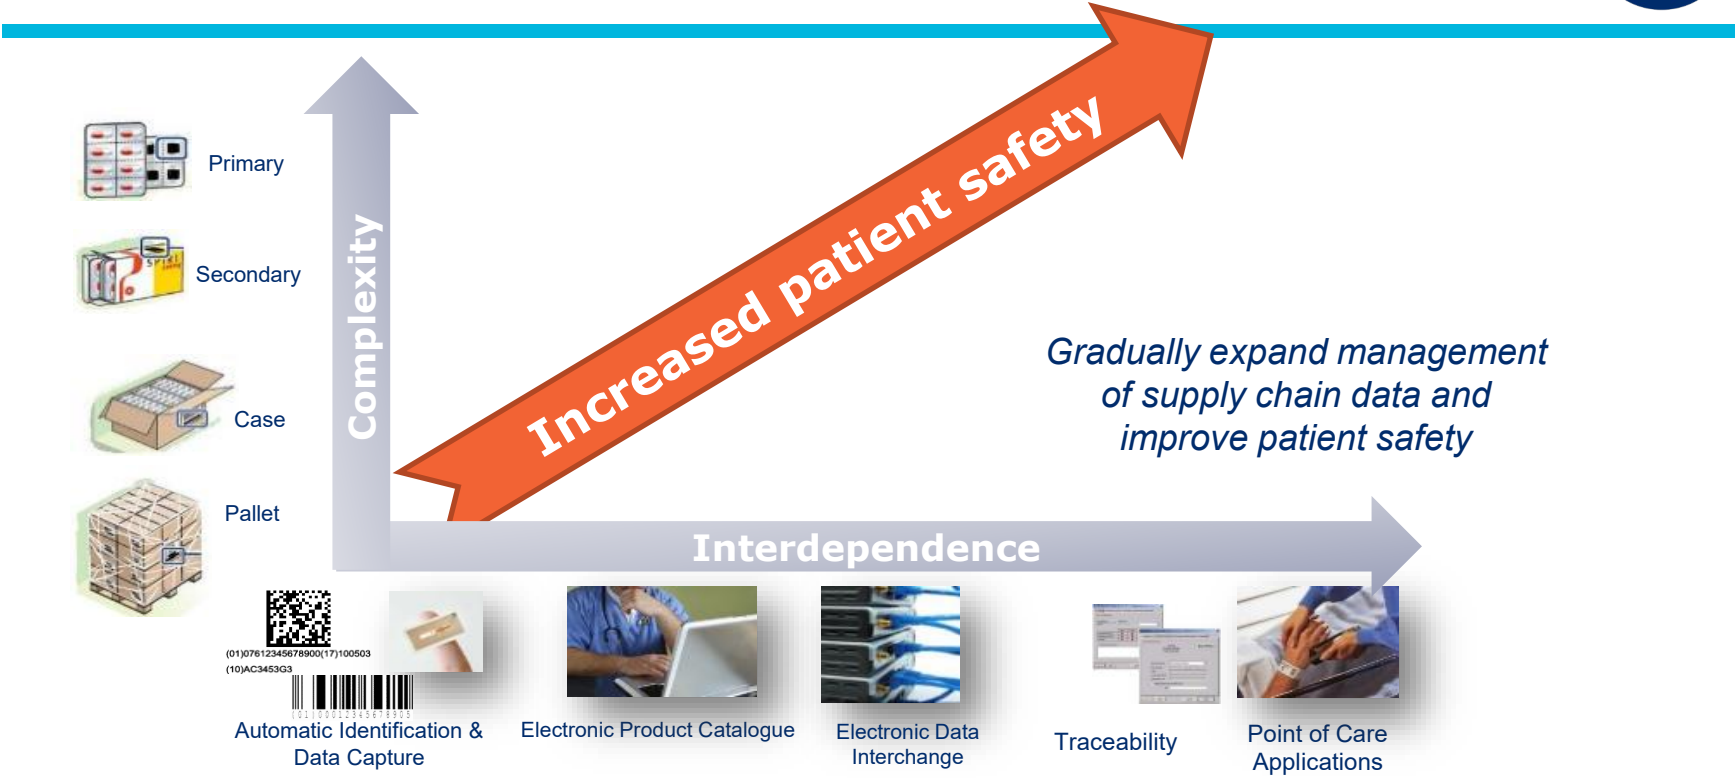 Primary
Secondary
Case
Pallet
Complexity
Increased patient safety
Gradually expand management
of supply chain data and
improve patient safety
Interdependence
(01)07612345678900(17)100503
(10)AC3453G3
(01)00012345678905
Automatic Identification &
Data Capture
Electronic Product Catalogue
Electronic Data
Interchange
Traceability
Point of Care
Applications